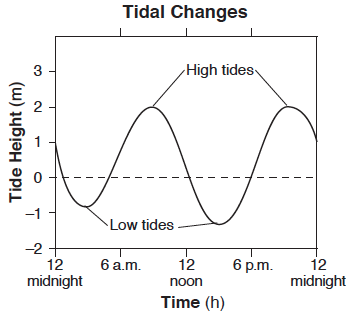 Tidal Changes
High tides
Tide Height (m)
3
2
1
0
–1
–2
Low tides
12 6 a.m. 12 6 p.m. 12
midnight noon midnight
Time (h)